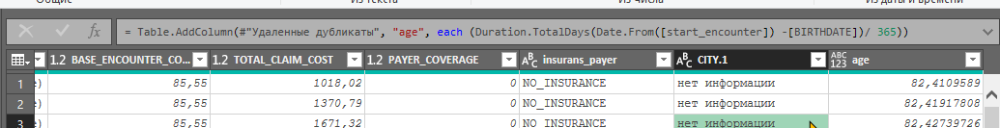 Общие Из текста Из числа Из даты и времени
fx = Table.AddColumn(#"Удаленные дубликаты", "age", each (Duration.TotalDays(Date.From([start_encounter]) -[BIRTHDATE])/ 365))
1.2 BASE_ENCOUNTER_CO... 1.2 TOTAL_CLAIM_COST 1.2 PAYER_COVERAGE ABC insurans_payer ABC CITY.1 ABC 123 age
1 e) 85,55 1018,02 0 NO_INSURANCE нет информации 82,4109589
2 e) 85,55 1370,79 0 NO_INSURANCE нет информации 82,41917808
3 e) 85,55 1671,32 0 NO INSURANCE нет информации 82,42739726